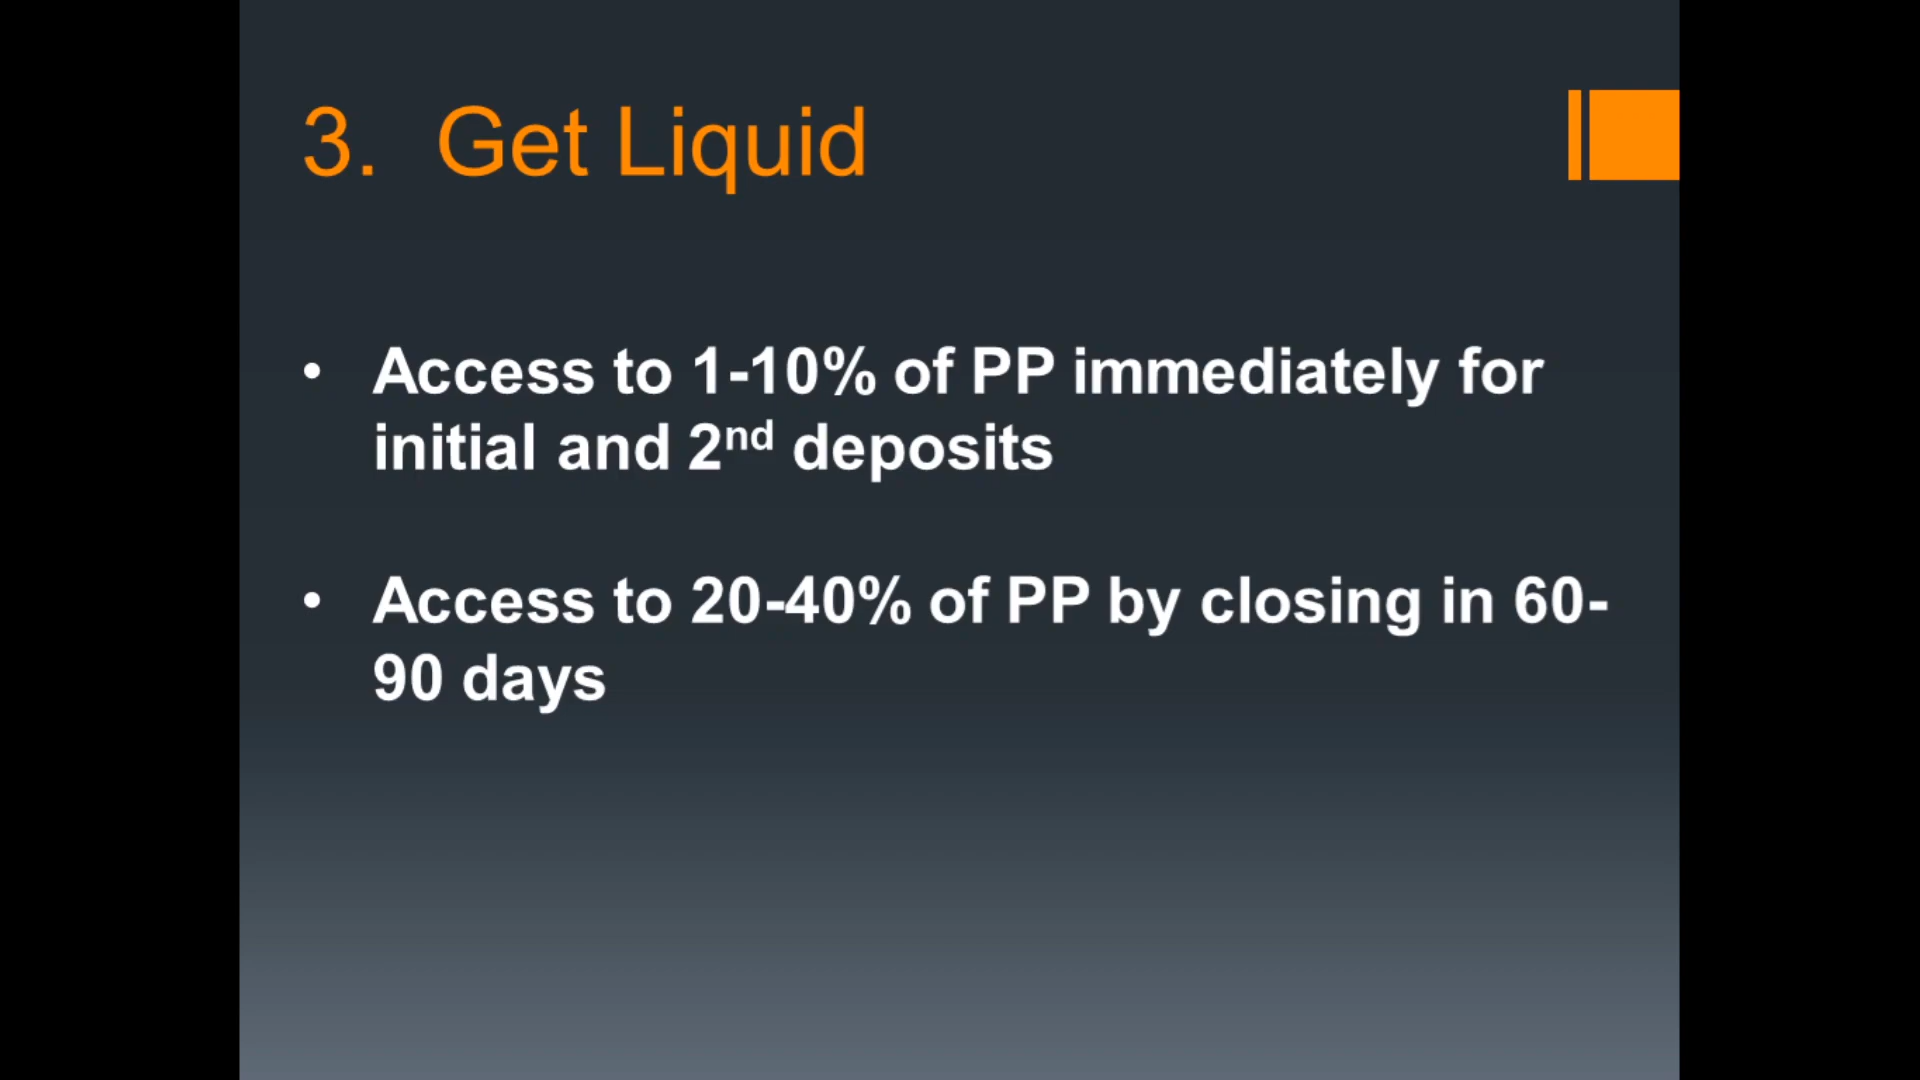 3. Get Liquid
• Access to 1-10% of PP immediately for
initial and 2nd deposits
• Access to 20-40% of PP by closing in 60-
90 days